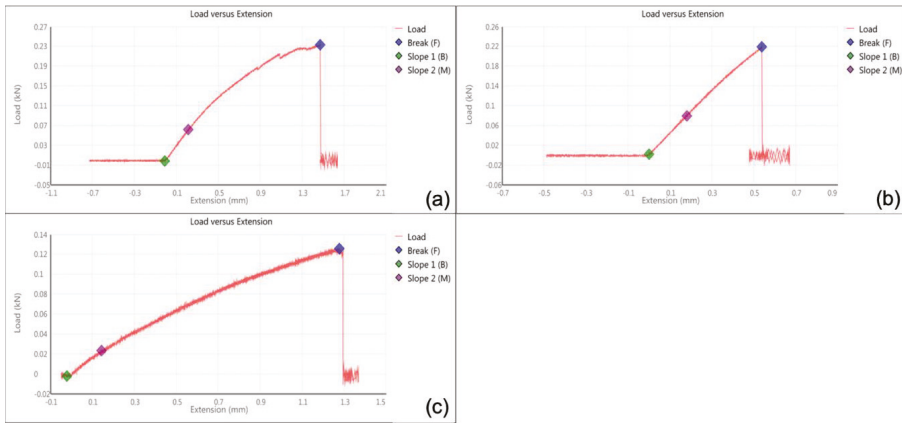 Load versus Extension
0.27
0.23
0.19
0.15
0.11
0.07
0.03
-0.01
-0.05
-1.1
-0.7
-0.3
0.1
0.5
0.9
1.3
1.7
2.1
Load (kN)
Extension (mm)
Load
Break (F)
Slope 1 (B)
Slope 2 (M)
(a)
Load versus Extension
0.26
0.22
0.18
0.14
0.1
0.06
0.02
-0.02
-0.06
-0.7
-0.5
-0.3
-0.1
0.1
0.3
0.5
0.7
0.9
Load (kN)
Extension (mm)
Load
Break (F)
Slope 1 (B)
Slope 2 (M)
(b)
Load versus Extension
0.14
0.12
0.1
0.08
0.06
0.04
0.02
0
-0.02
-0.1
0.1
0.3
0.5
0.7
0.9
1.1
1.3
1.5
Load (kN)
Extension (mm)
Load
Break (F)
Slope 1 (B)
Slope 2 (M)
(c)